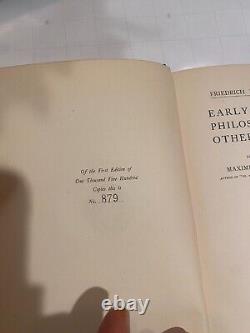 Of the First Edition of
One Thousand Five Hundred
Copies this is
No. 879
FRIEDRICH
EARLY
PHILOS
OTHER
MAXIM